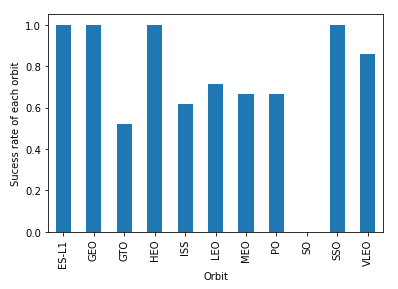 1.0
0.8
0.6
0.4
0.2
0.0
Sucess rate of each orbit
ES-L1
GEO
GTO
HEO
ISS
LEO
MEO
PO
SO
SSO
VLEO
Orbit